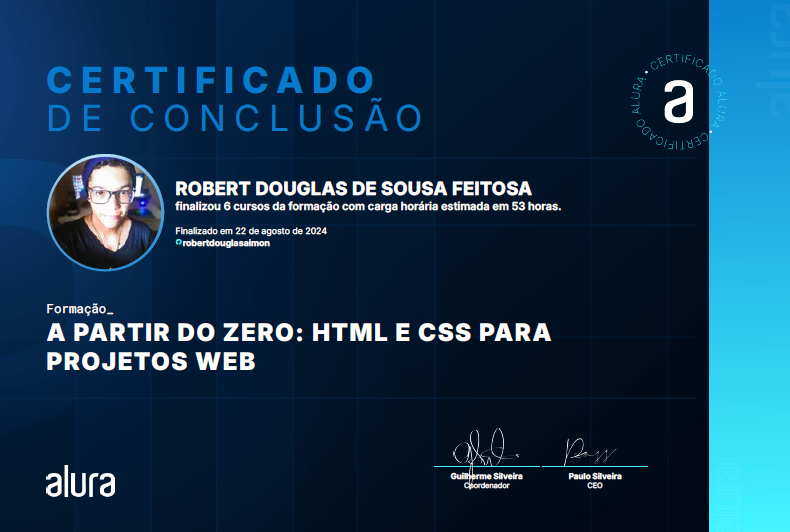 CERTIFICADO
DE CONCLUSÃO
CERTIFICADO ALURA • CERTIFICADO ALURA •
a
ROBERT DOUGLAS DE SOUSA FEITOSA
finalizou 6 cursos da formação com carga horária estimada em 53 horas.
Finalizado em 22 de agosto de 2024
robertdouglasaimon
Formação_
A PARTIR DO ZERO: HTML E CSS PARA
PROJETOS WEB
Guilherme Silveira
Coordenador
Paulo Silveira
CEO
alura